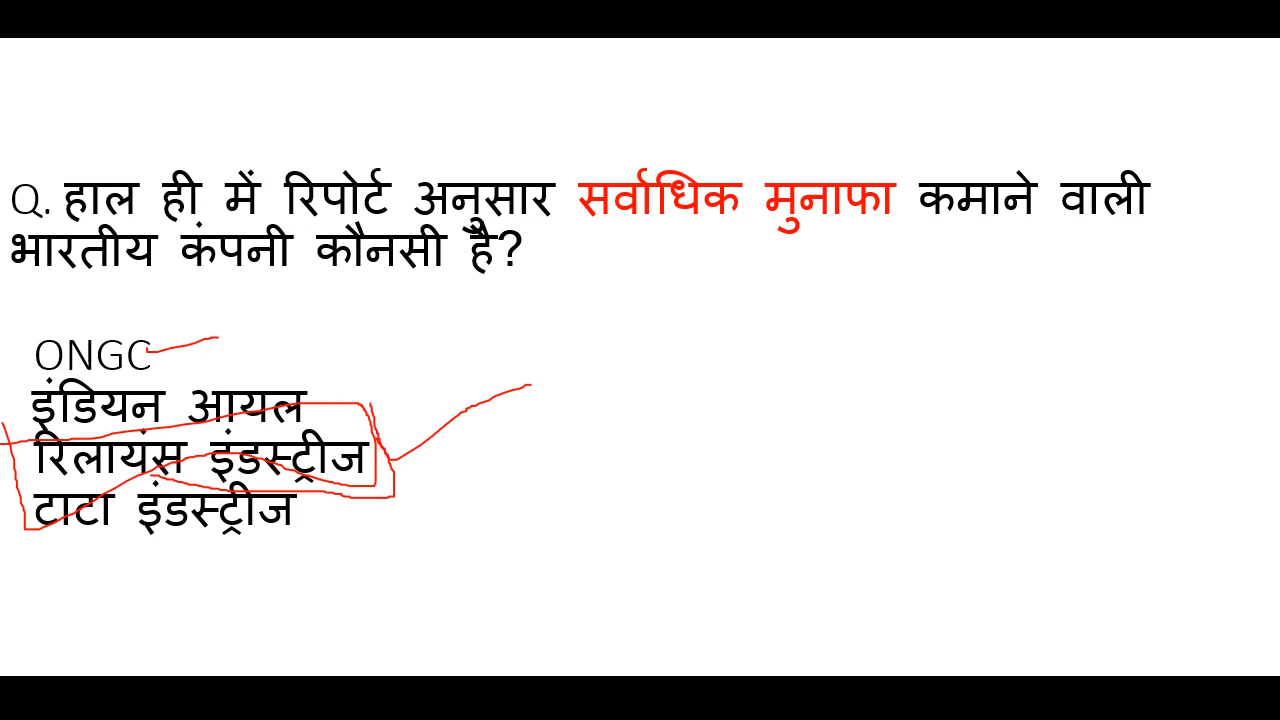 Q. हाल ही में रिपोर्ट अनुसार सर्वाधिक मुनाफा कमाने वाली
भारतीय कंपनी कौनसी है?
ONGC
इंडियन आयल
रिलायंस इंडस्ट्रीज
टाटा इंडस्ट्रीज